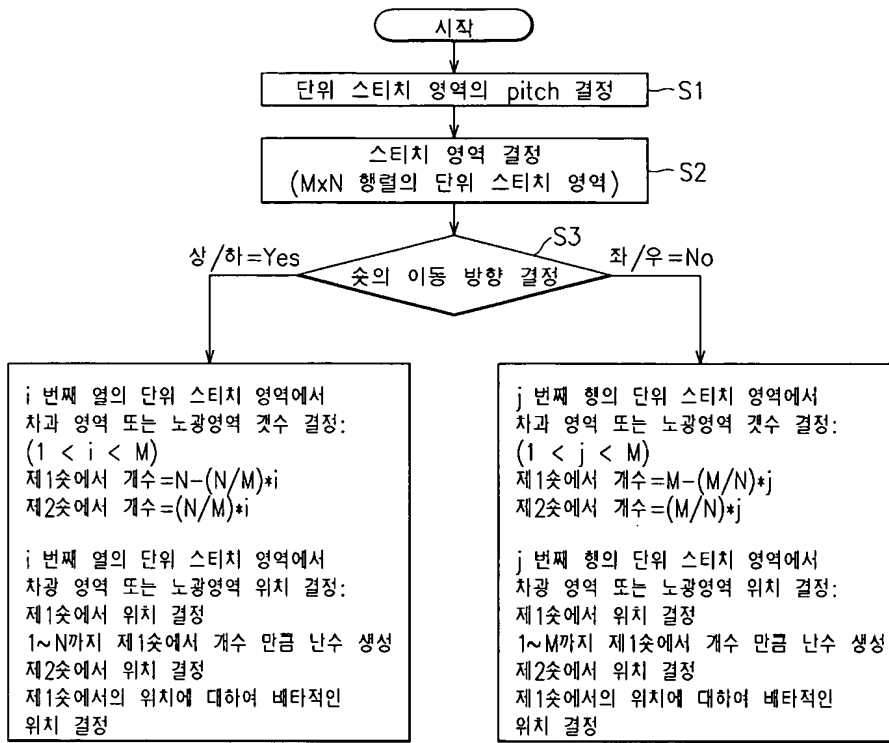 시작
단위 스티치 영역의 pitch 결정
S1
스티치 영역 결정
(MxN 행렬의 단위 스티치 영역)
S2
S3
상/하=Yes
숏의 이동 방향 결정
좌/우=No
i 번째 열의 단위 스티치 영역에서
차과 영역 또는 노광영역 갯수 결정:
(1 < i < M)
제1숏에서 개수=N-(N/M)*i
제2숏에서 개수=(N/M)*i
i 번째 열의 단위 스티치 영역에서
차광 영역 또는 노광영역 위치 결정:
제1숏에서 위치 결정
1~N까지 제1숏에서 개수 만큼 난수 생성
제2숏에서 위치 결정
제1숏에서의 위치에 대하여 배타적인
위치 결정
j 번째 행의 단위 스티치 영역에서
차과 영역 또는 노광영역 갯수 결정:
(1 < j < M)
제1숏에서 개수=M-(M/N)*j
제2숏에서 개수=(M/N)*j
j 번째 행의 단위 스티치 영역에서
차광 영역 또는 노광영역 위치 결정:
제1숏에서 위치 결정
1~M까지 제1숏에서 개수 만큼 난수 생성
제2숏에서 위치 결정
제1숏에서의 위치에 대하여 배타적인
위치 결정